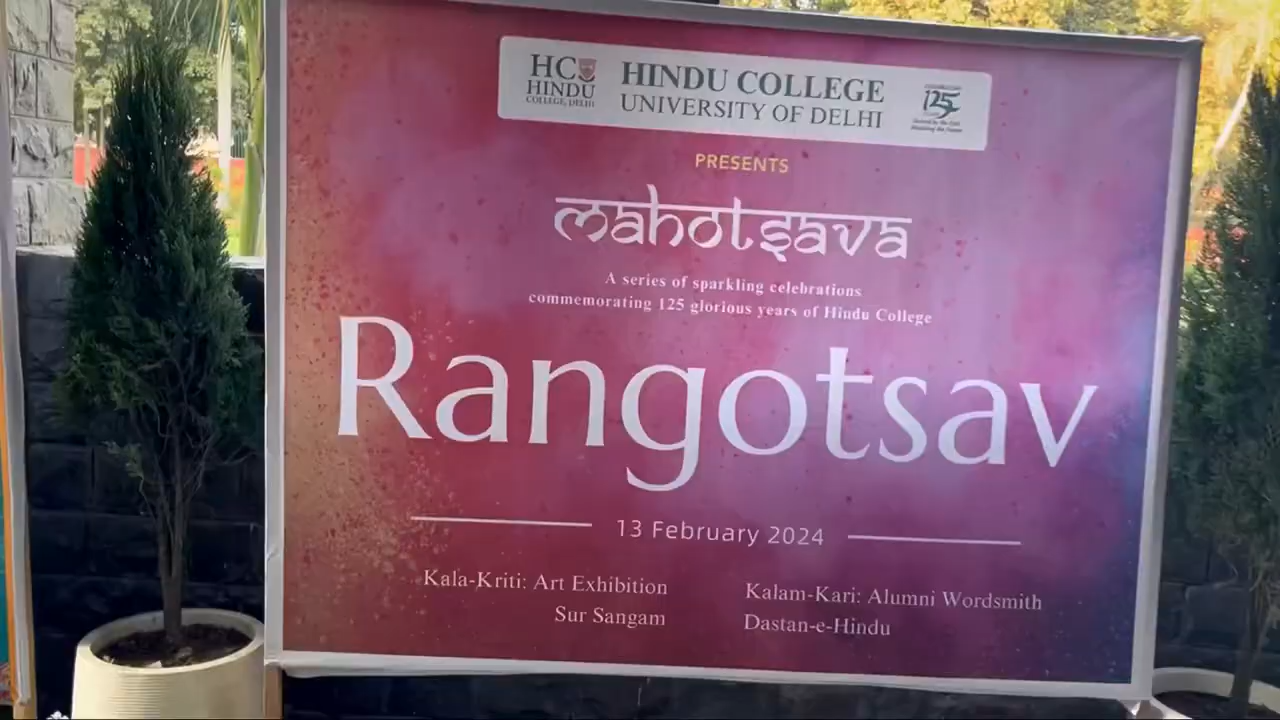 HC
HINDU
COLLEGE, DELHI
HINDU COLLEGE
UNIVERSITY OF DELHI
125
PRESENTS
mahotsava
A series of sparkling celebrations
commemorating 125 glorious years of Hindu College
Rangotsav
13 February 2024
Kala-Kriti: Art Exhibition
Sur Sangam
Kalam-Kari: Alumni Wordsmith
Dastan-e-Hindu